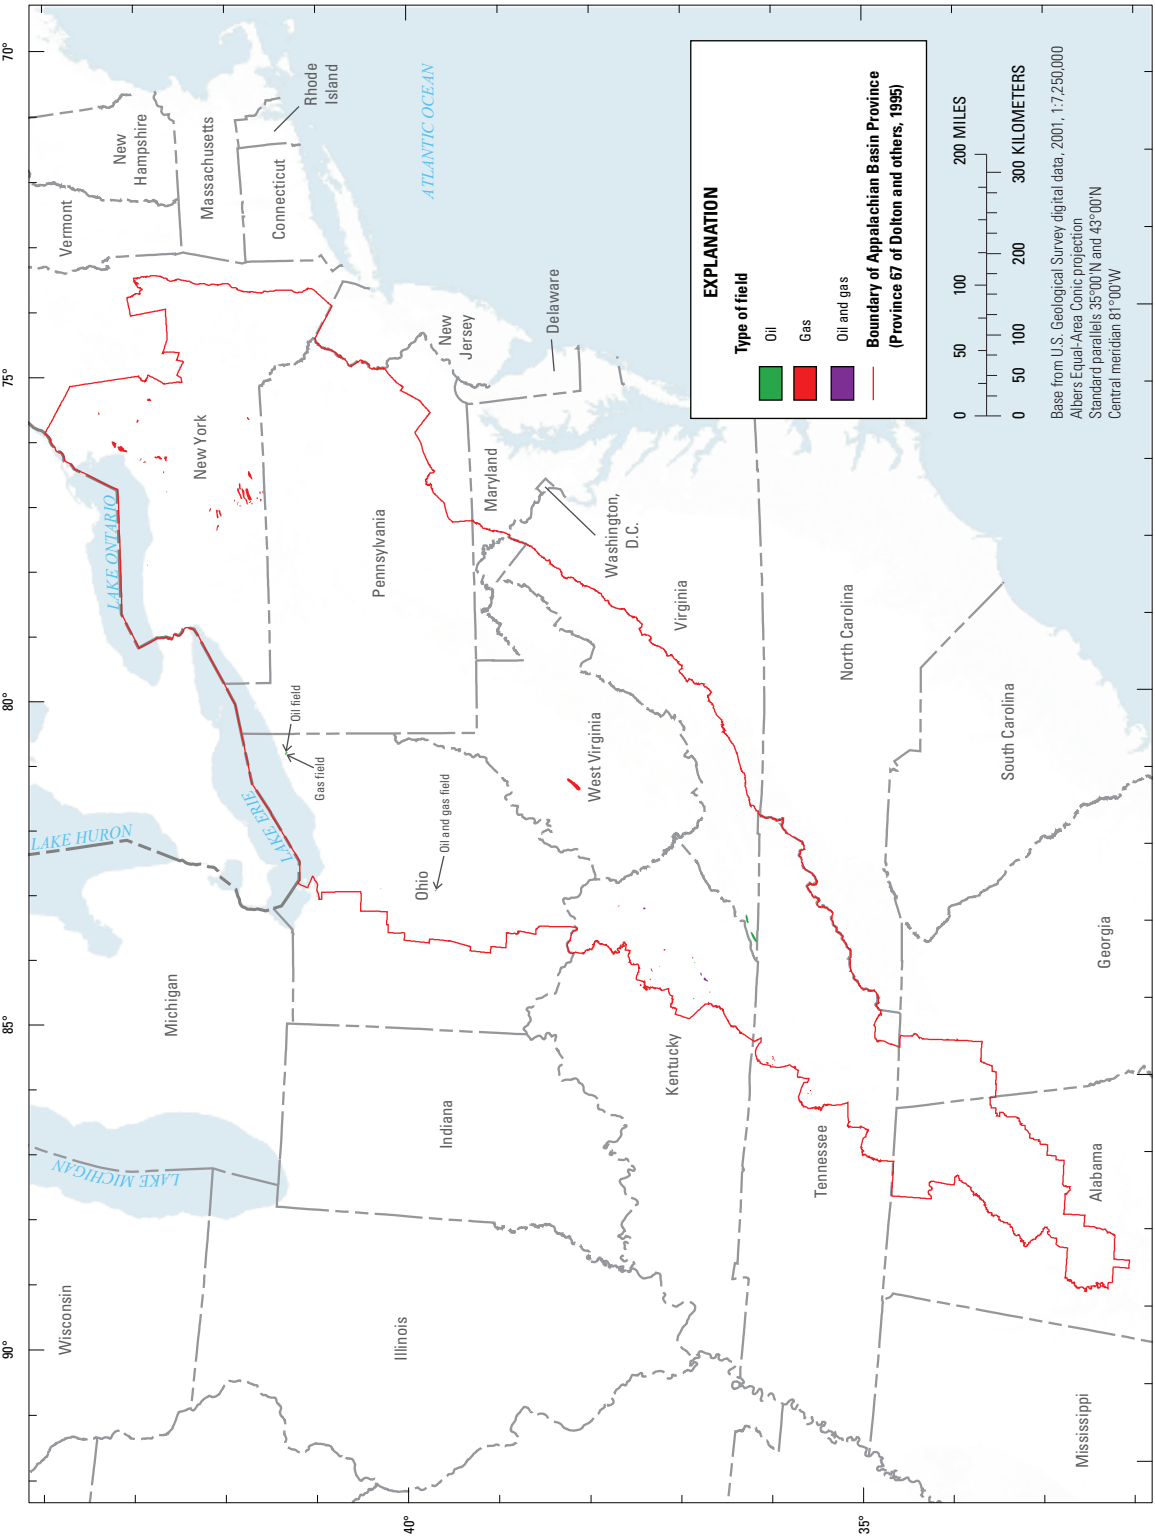 90°
85°
80°
75°
70°
40°
35°
Wisconsin
LAKE MICHIGAN
Michigan
LAKE HURON
LAKE ONTARIO
Vermont
New
Hampshire
Massachusetts
Connecticut
Rhode
Island
New York
LAKE ERIE
Oil field
Gas field
Illinois
Indiana
Ohio
Oil and gas field
Pennsylvania
New
Jersey
ATLANTIC OCEAN
Maryland
Delaware
Washington,
D.C.
West Virginia
Virginia
Kentucky
Tennessee
North Carolina
South Carolina
Mississippi
Alabama
Georgia
EXPLANATION
Type of field
Oil
Gas
Oil and gas
Boundary of Appalachian Basin Province
(Province 67 of Dolton and others, 1995)
0 50 100 200 MILES
0 50 100 200 300 KILOMETERS
Base from U.S. Geological Survey digital data, 2001, 1:7,250,000
Albers Equal-Area Conic projection
Standard parallels 35°00'N and 43°00'N
Central meridian 81°00'W